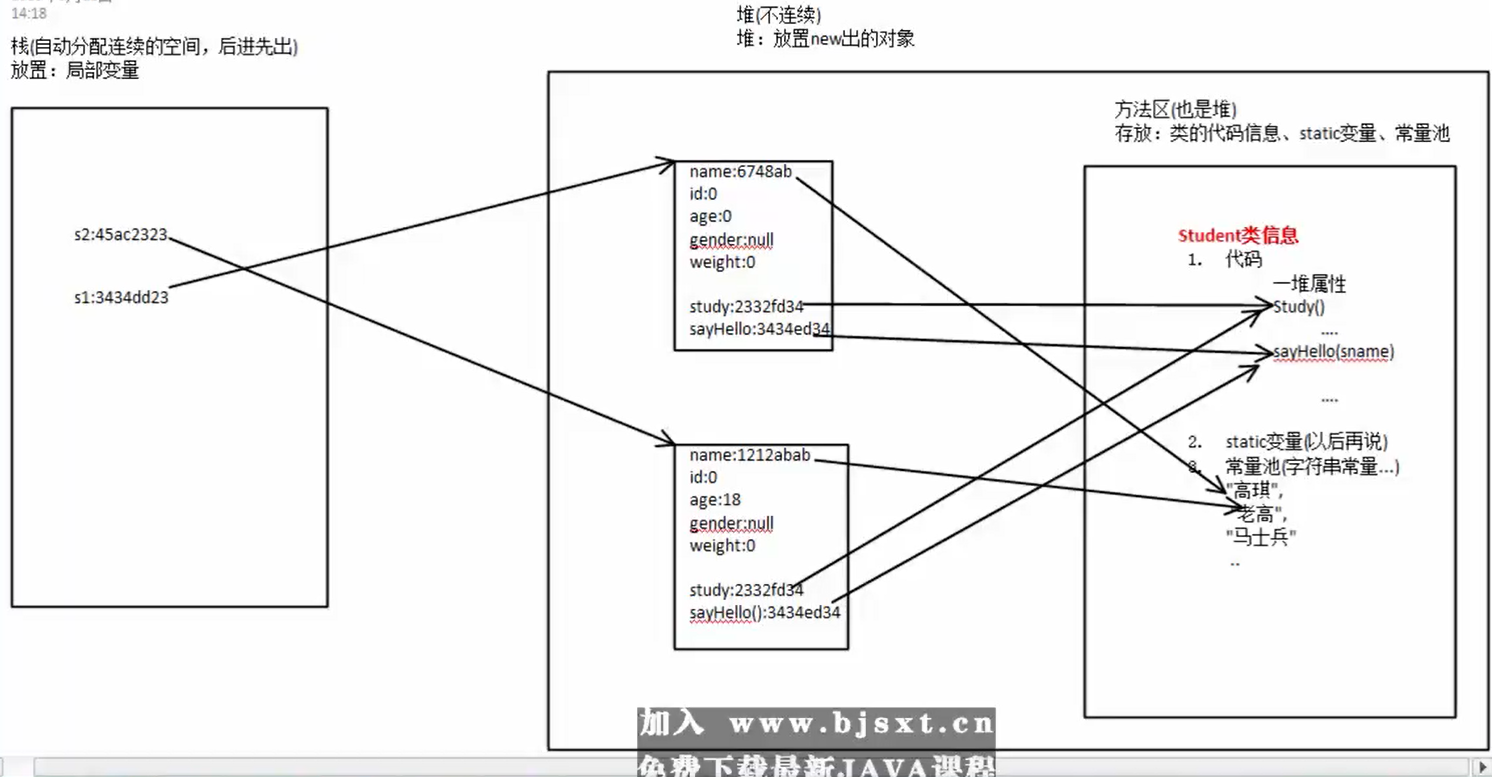 14:18
栈(自动分配连续的空间，后进先出)
放置：局部变量
s2:45ac2323
s1:3434dd23
堆(不连续)
堆：放置new出的对象
name:6748ab
id:0
age:0
gender:null
weight:0
study:2332fd34
sayHello:3434ed34
name:1212abab
id:0
age:18
gender:null
weight:0
study:2332fd34
sayHello():3434ed34
方法区(也是堆)
存放：类的代码信息、static变量、常量池
Student类信息
1. 代码
一堆属性
Study()
....
sayHello(sname)
....
2. static变量(以后再说)
3. 常量池(字符串常量...)
"高琪",
"老高",
"马士兵"
..
加入 www.bjsxt.cn
免费下载最新JAVA课程